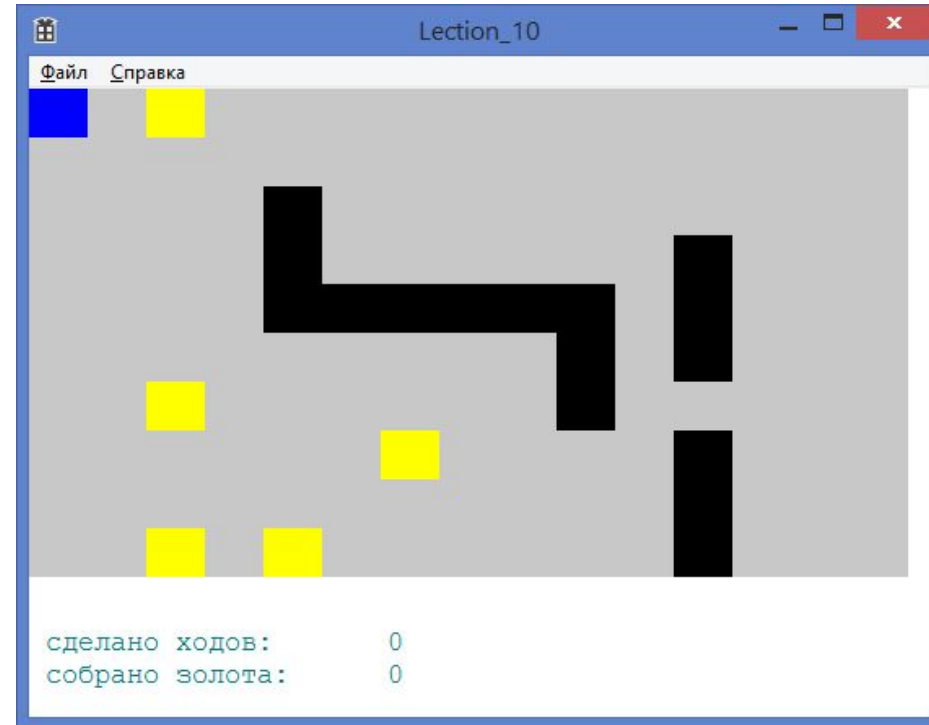 Lection_10
Файл Справка
сделано ходов: 0
собрано золота: 0